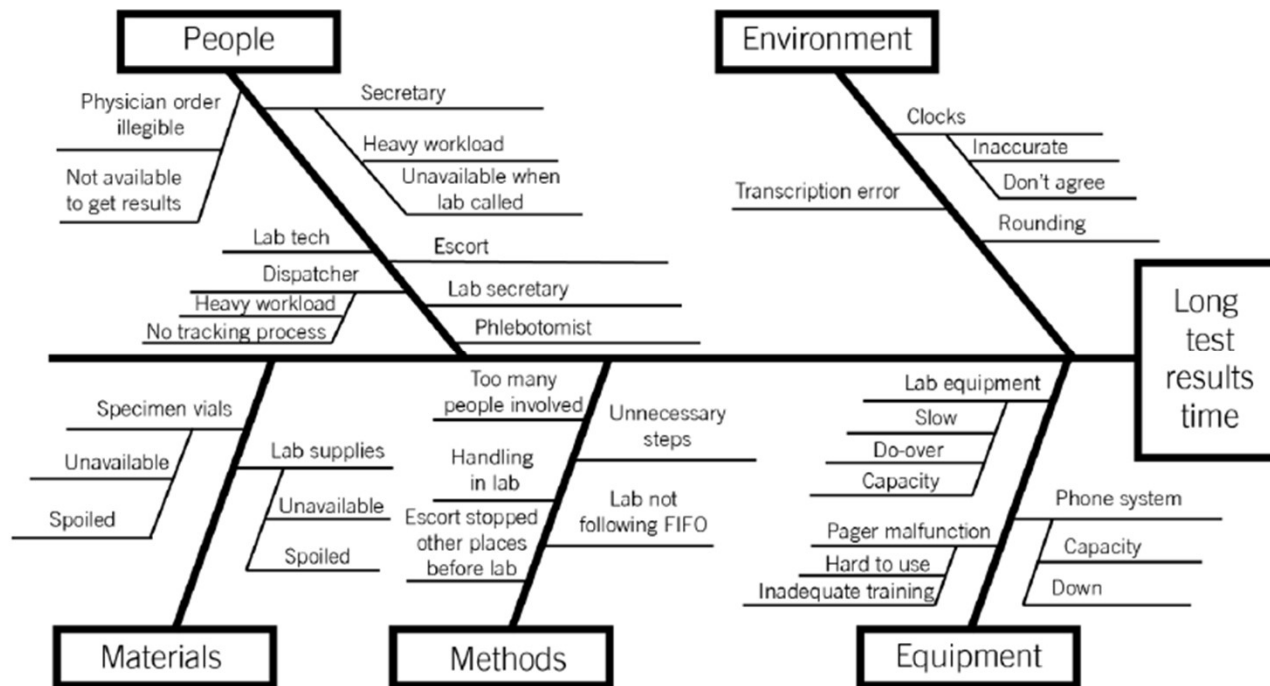 People
Physician order
illegible
Not available
to get results
Secretary
Heavy workload
Unavailable when
lab called
Lab tech
Dispatcher
Heavy workload
No tracking process
Escort
Lab secretary
Phlebotomist
Environment
Clocks
Inaccurate
Don't agree
Transcription error
Rounding
Long
test
results
time
Specimen vials
Unavailable
Spoiled
Lab supplies
Unavailable
Spoiled
Materials
Too many
people involved
Handling
in lab
Escort stopped
other places
before lab
Unnecessary
steps
Lab not
following FIFO
Methods
Lab equipment
Slow
Do-over
Capacity
Pager malfunction
Hard to use
Inadequate training
Phone system
Capacity
Down
Equipment